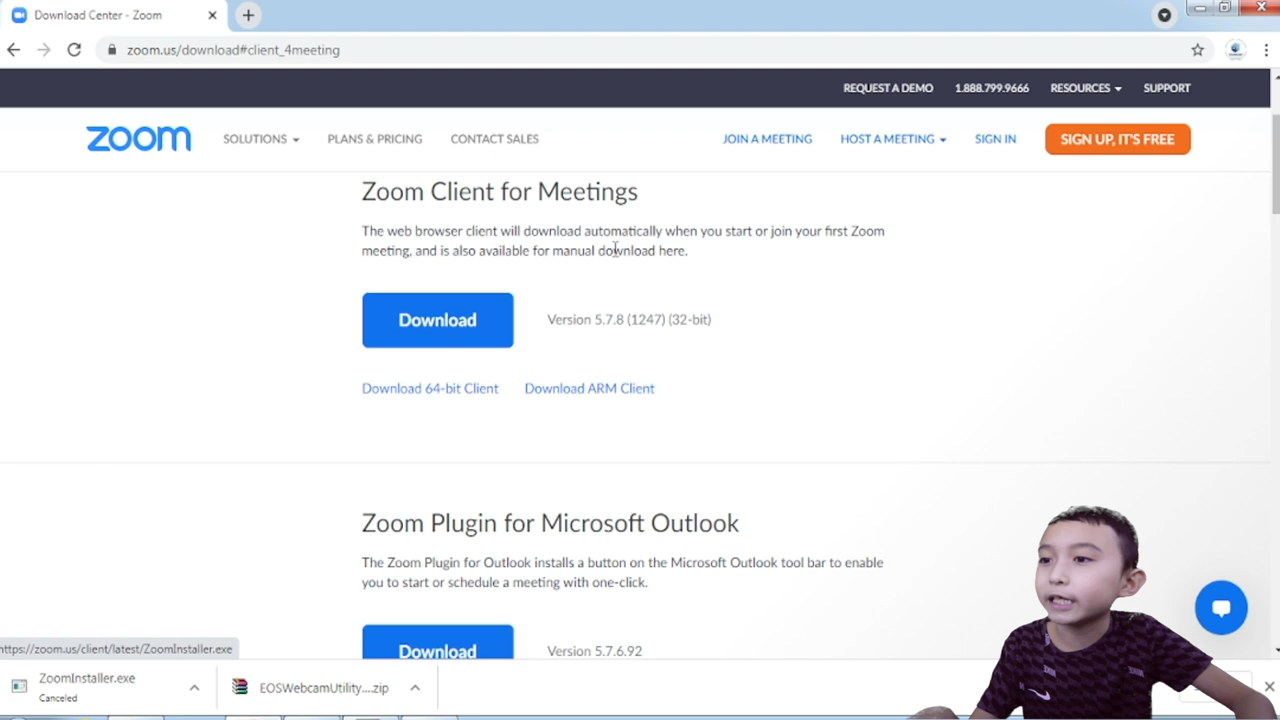 Download Center - Zoom
zoom.us/download#client_4meeting
REQUEST A DEMO 1.888.799.9666 RESOURCES SUPPORT
zoom SOLUTIONS PLANS & PRICING CONTACT SALES JOIN A MEETING HOST A MEETING SIGN IN SIGN UP, IT'S FREE
Zoom Client for Meetings
The web browser client will download automatically when you start or join your first Zoom
meeting, and is also available for manual download here.
Download Version 5.7.8 (1247) (32-bit)
Download 64-bit Client Download ARM Client
Zoom Plugin for Microsoft Outlook
The Zoom Plugin for Outlook installs a button on the Microsoft Outlook tool bar to enable
you to start or schedule a meeting with one-click.
Download Version 5.7.6.92
https://zoom.us/client/latest/ZoomInstaller.exe
ZoomInstaller.exe
Canceled
EOSWebcamUtility....zip